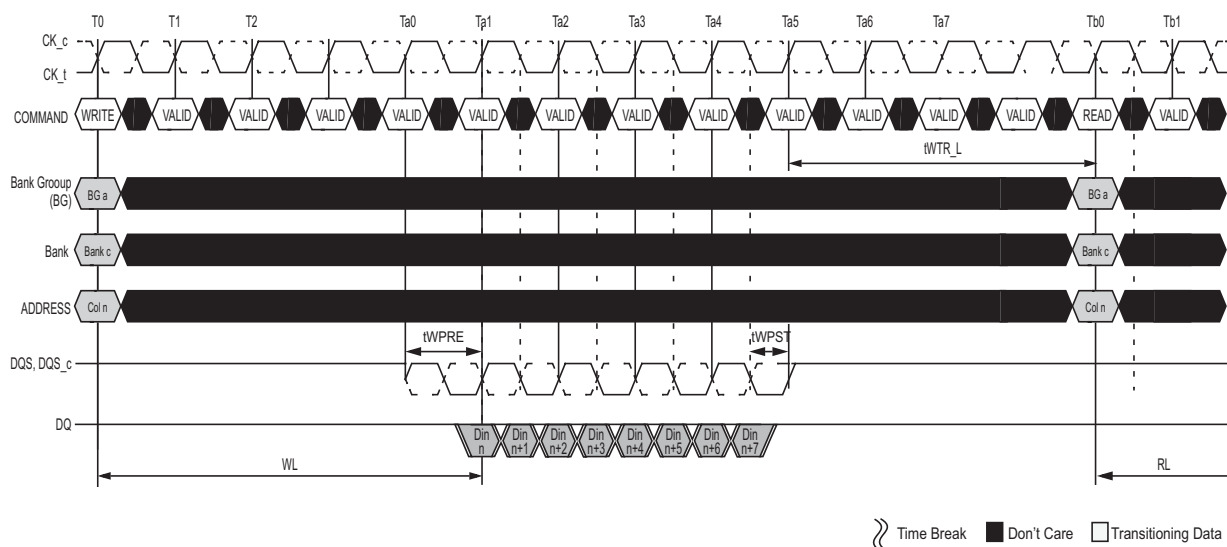 T0 T1 T2 Ta0 Ta1 Ta2 Ta3 Ta4 Ta5 Ta6 Ta7 Tb0 Tb1
CK_c
CK_t
COMMAND WRITE VALID VALID VALID VALID VALID VALID VALID VALID VALID VALID VALID VALID READ VALID
tWTR_L
Bank Grooup
(BG)
BG a BG a
Bank Bank c Bank c
ADDRESS Col n Col n
tWPRE tWPST
DQS, DQS_c
DQ
Din
n
Din
n+1
Din
n+2
Din
n+3
Din
n+4
Din
n+5
Din
n+6
Din
n+7
WL RL
Time Break Don't Care Transitioning Data